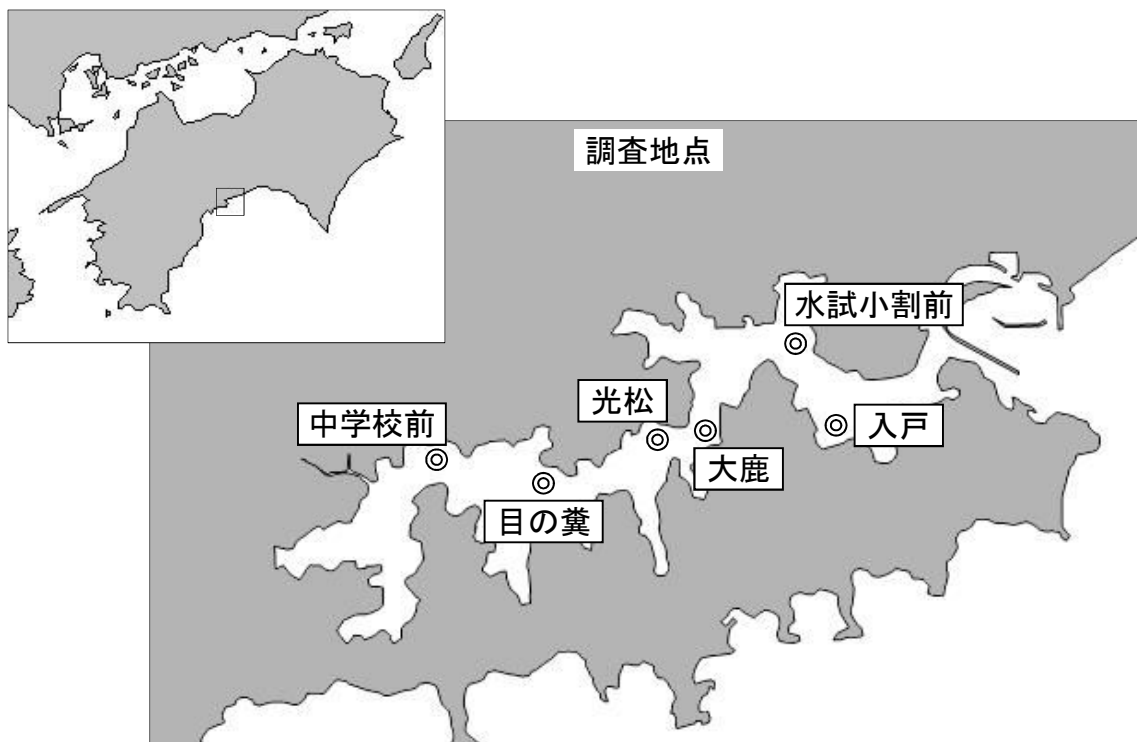 調査地点
水試小割前
光松
中学校前
入戸
大鹿
目の糞